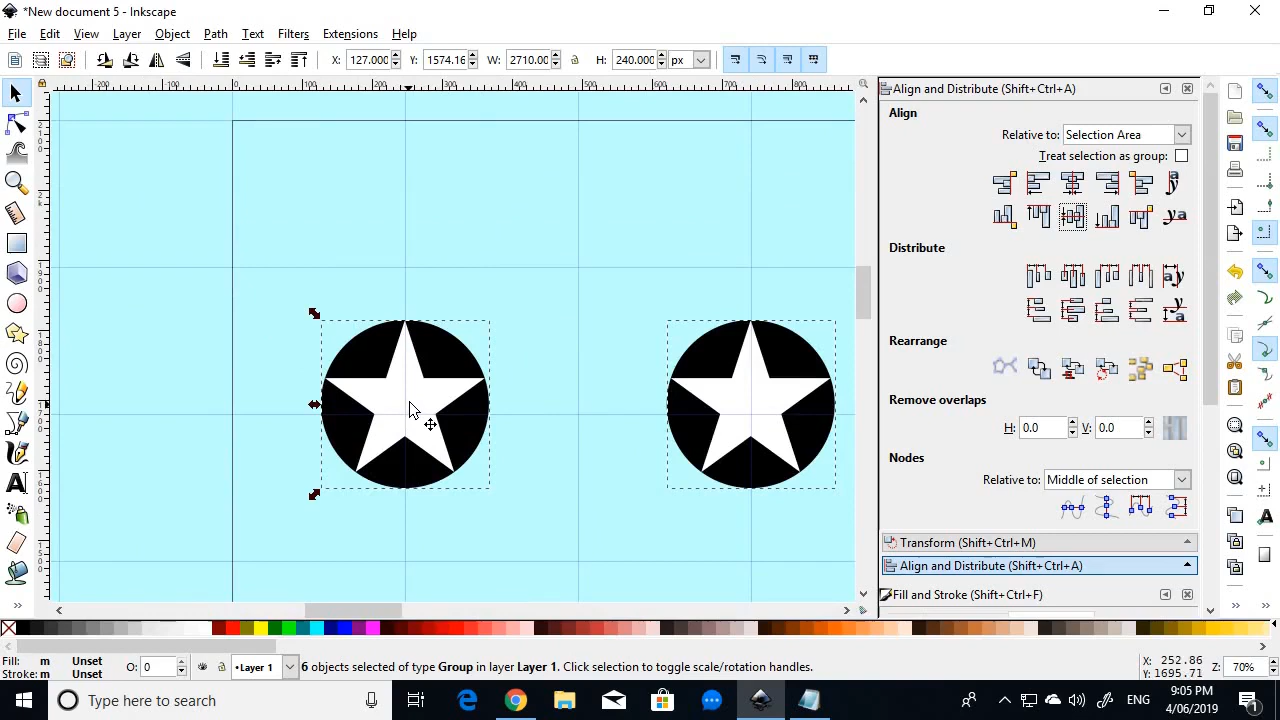 *New document 5 - Inkscape
File Edit View Layer Object Path Text Filters Extensions Help
X: 127.000 Y: 1574.16 W: 2710.00 H: 240.000 px
Align and Distribute (Shift+Ctrl+A)
Align
Relative to: Selection Area
Treat selection as group:
Distribute
Rearrange
Remove overlaps
H: 0.0 V: 0.0
Nodes
Relative to: Middle of selection
Transform (Shift+Ctrl+M)
Align and Distribute (Shift+Ctrl+A)
Fill and Stroke (Shift+Ctrl+F)
Fill: m Unset O: 0 •Layer 1 6 objects selected of type Group in layer Layer 1. Click selection to toggle scale/rotation handles. X: 252.86 Z: 70%
Stroke: m Unset Y: 1695.71
Type here to search ENG 9:05 PM
4/06/2019